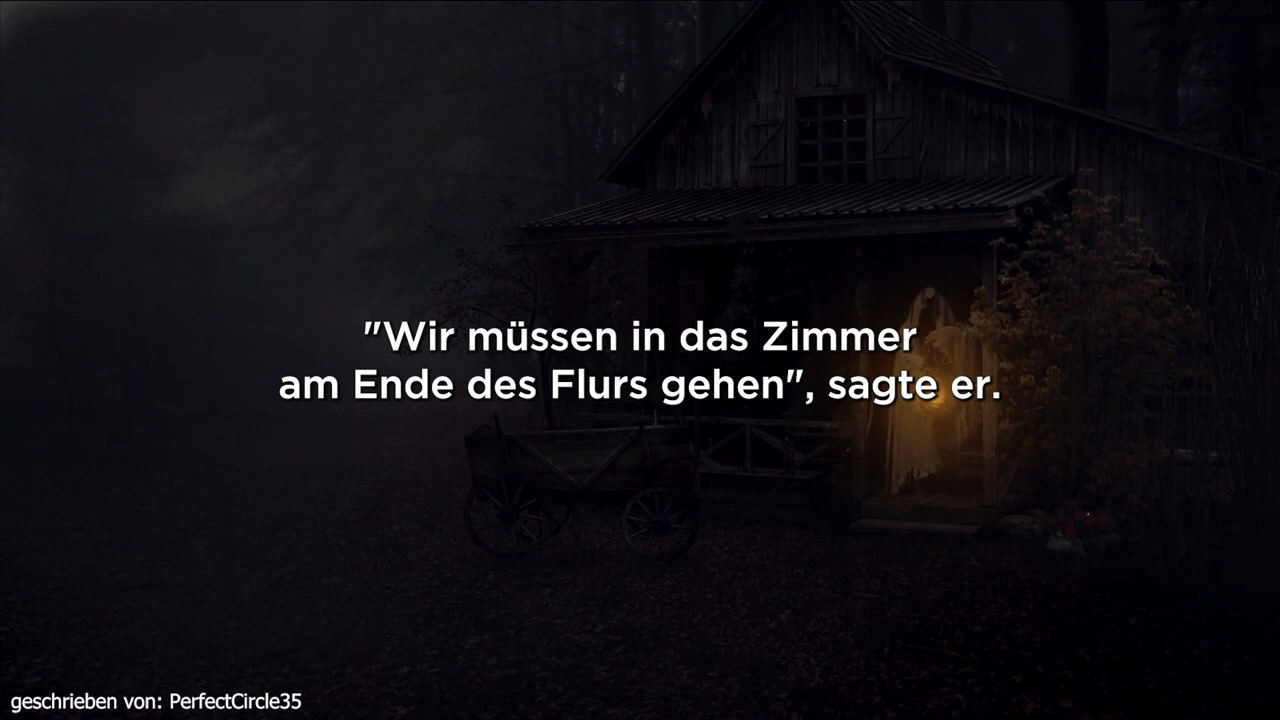 "Wir müssen in das Zimmer
am Ende des Flurs gehen", sagte er.
geschrieben von: PerfectCircle35